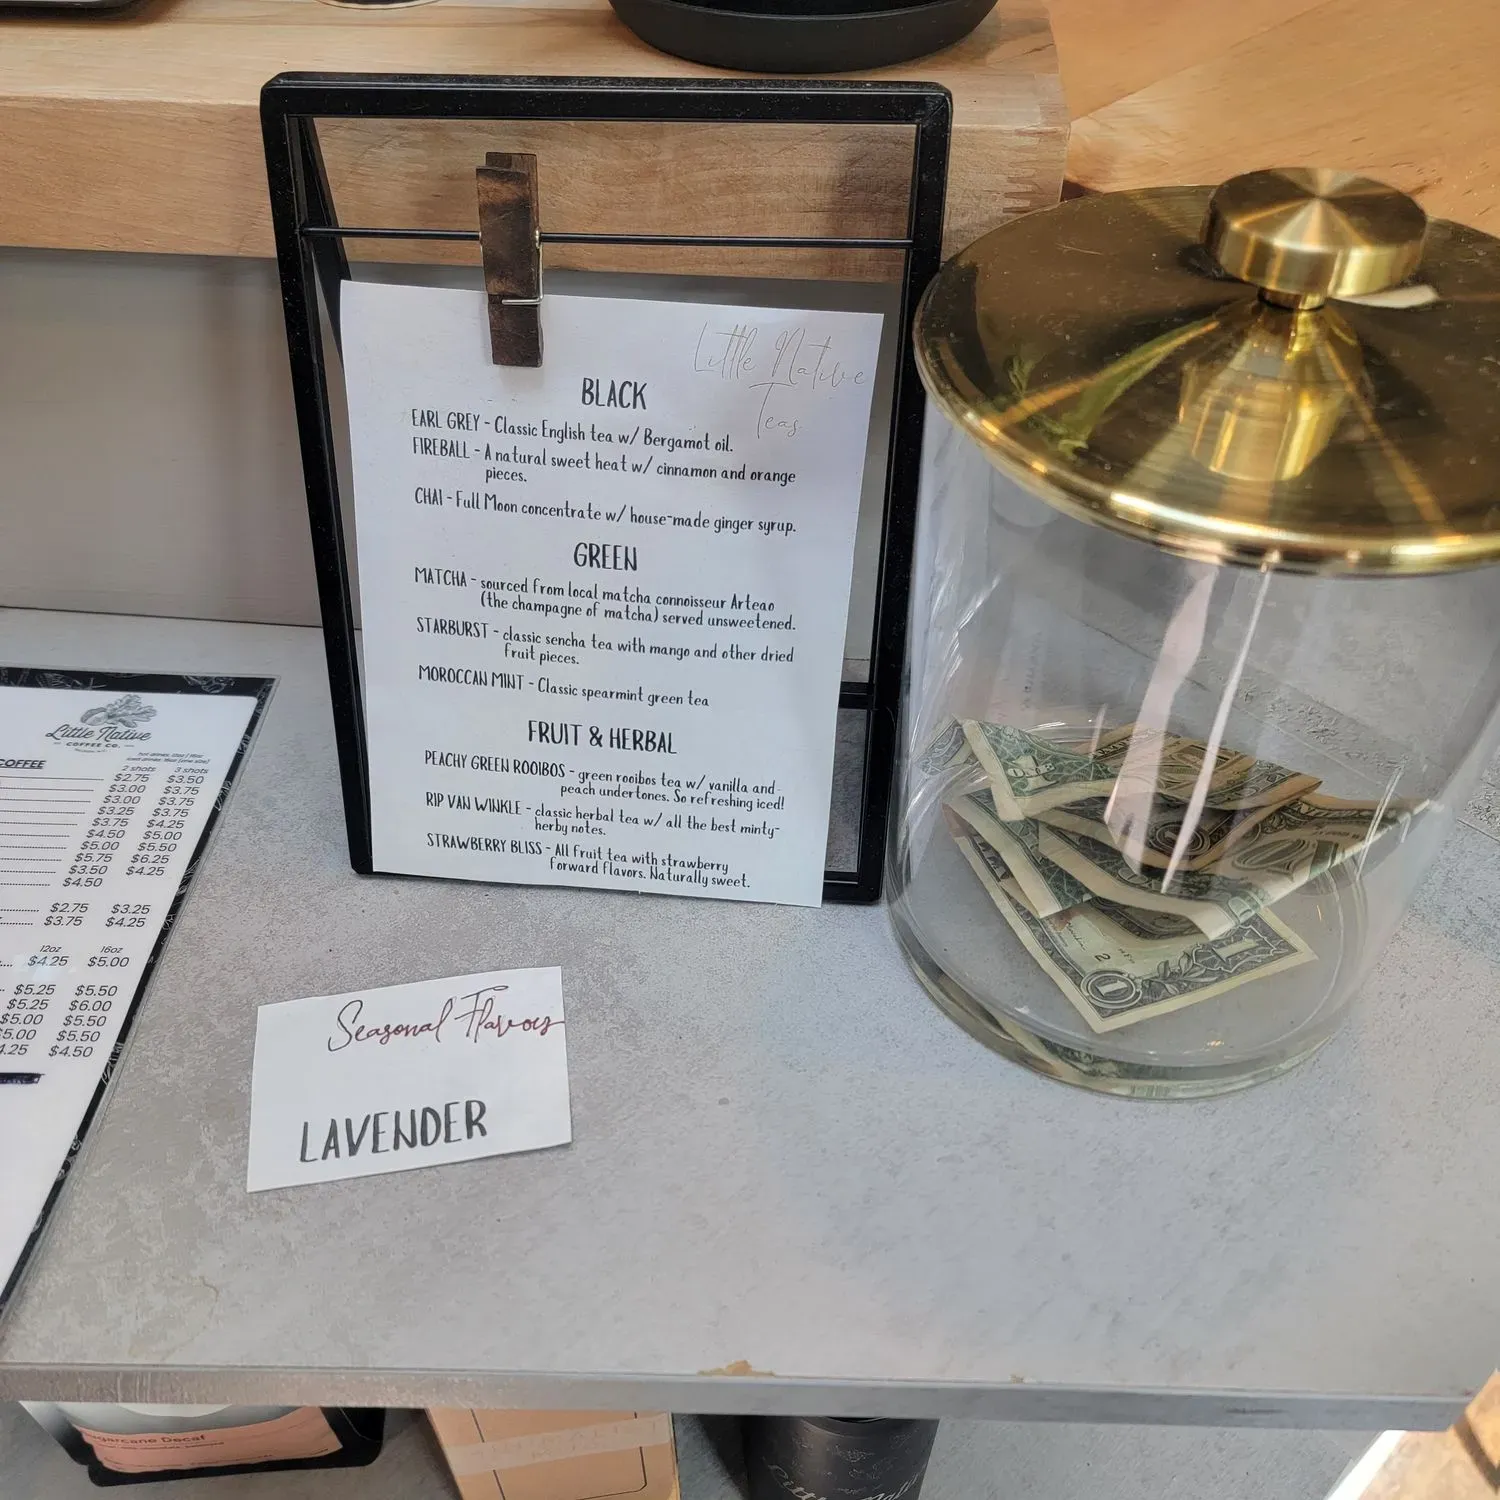 Little Native
Teas
BLACK
EARL GREY - Classic English tea w/ Bergamot oil.
FIREBALL - A natural sweet heat w/ cinnamon and orange
pieces.
CHAI - Full Moon concentrate w/ house-made ginger syrup.
GREEN
MATCHA - sourced from local matcha connoisseur Arteao
(the champagne of matcha) served unsweetened.
STARBURST - classic sencha tea with mango and other dried
fruit pieces.
MOROCCAN MINT - Classic spearmint green tea
FRUIT & HERBAL
PEACHY GREEN ROOIBOS - green rooibos tea w/ vanilla and
peach undertones. So refreshing iced!
RIP VAN WINKLE - classic herbal tea w/ all the best minty-
herby notes.
STRAWBERRY BLISS - All fruit tea with strawberry
forward flavors. Naturally sweet.
Little Native
COFFEE CO.
COFFEE
2 shots 3 shots
$2.75 $3.50
$3.00 $3.75
$3.00 $3.75
$3.25 $3.75
$3.75 $4.25
$4.50 $5.00
$5.00 $5.50
$5.75 $6.25
$3.50 $4.25
$4.50
$2.75 $3.25
$3.75 $4.25
12oz 16oz
$4.25 $5.00
$5.25 $5.50
$5.25 $6.00
$5.00 $5.50
5.00 $5.50
4.25 $4.50
Seasonal Flavors
LAVENDER
1
2
Decaf